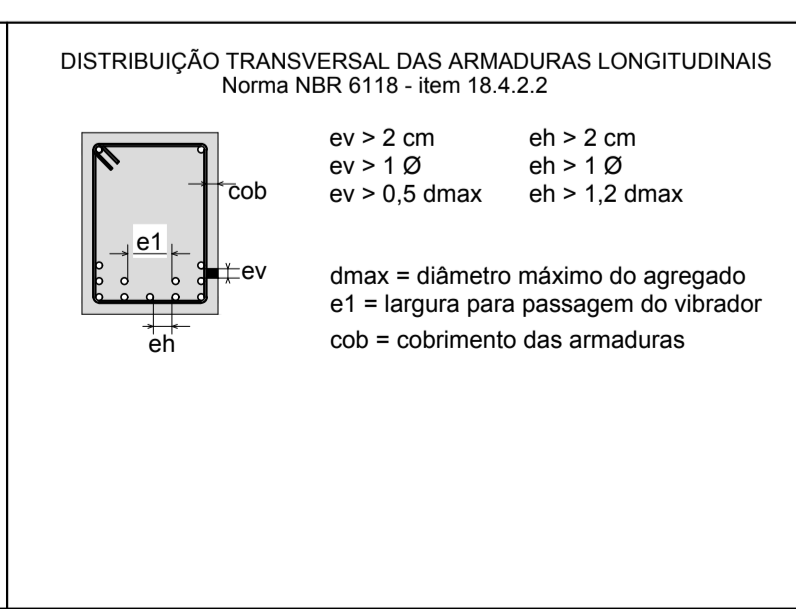 DISTRIBUIÇÃO TRANSVERSAL DAS ARMADURAS LONGITUDINAIS
Norma NBR 6118 - item 18.4.2.2
ev > 2 cm eh > 2 cm
ev > 1 Ø eh > 1 Ø
ev > 0,5 dmax eh > 1,2 dmax
cob
e1
ev
eh
dmax = diâmetro máximo do agregado
e1 = largura para passagem do vibrador
cob = cobrimento das armaduras